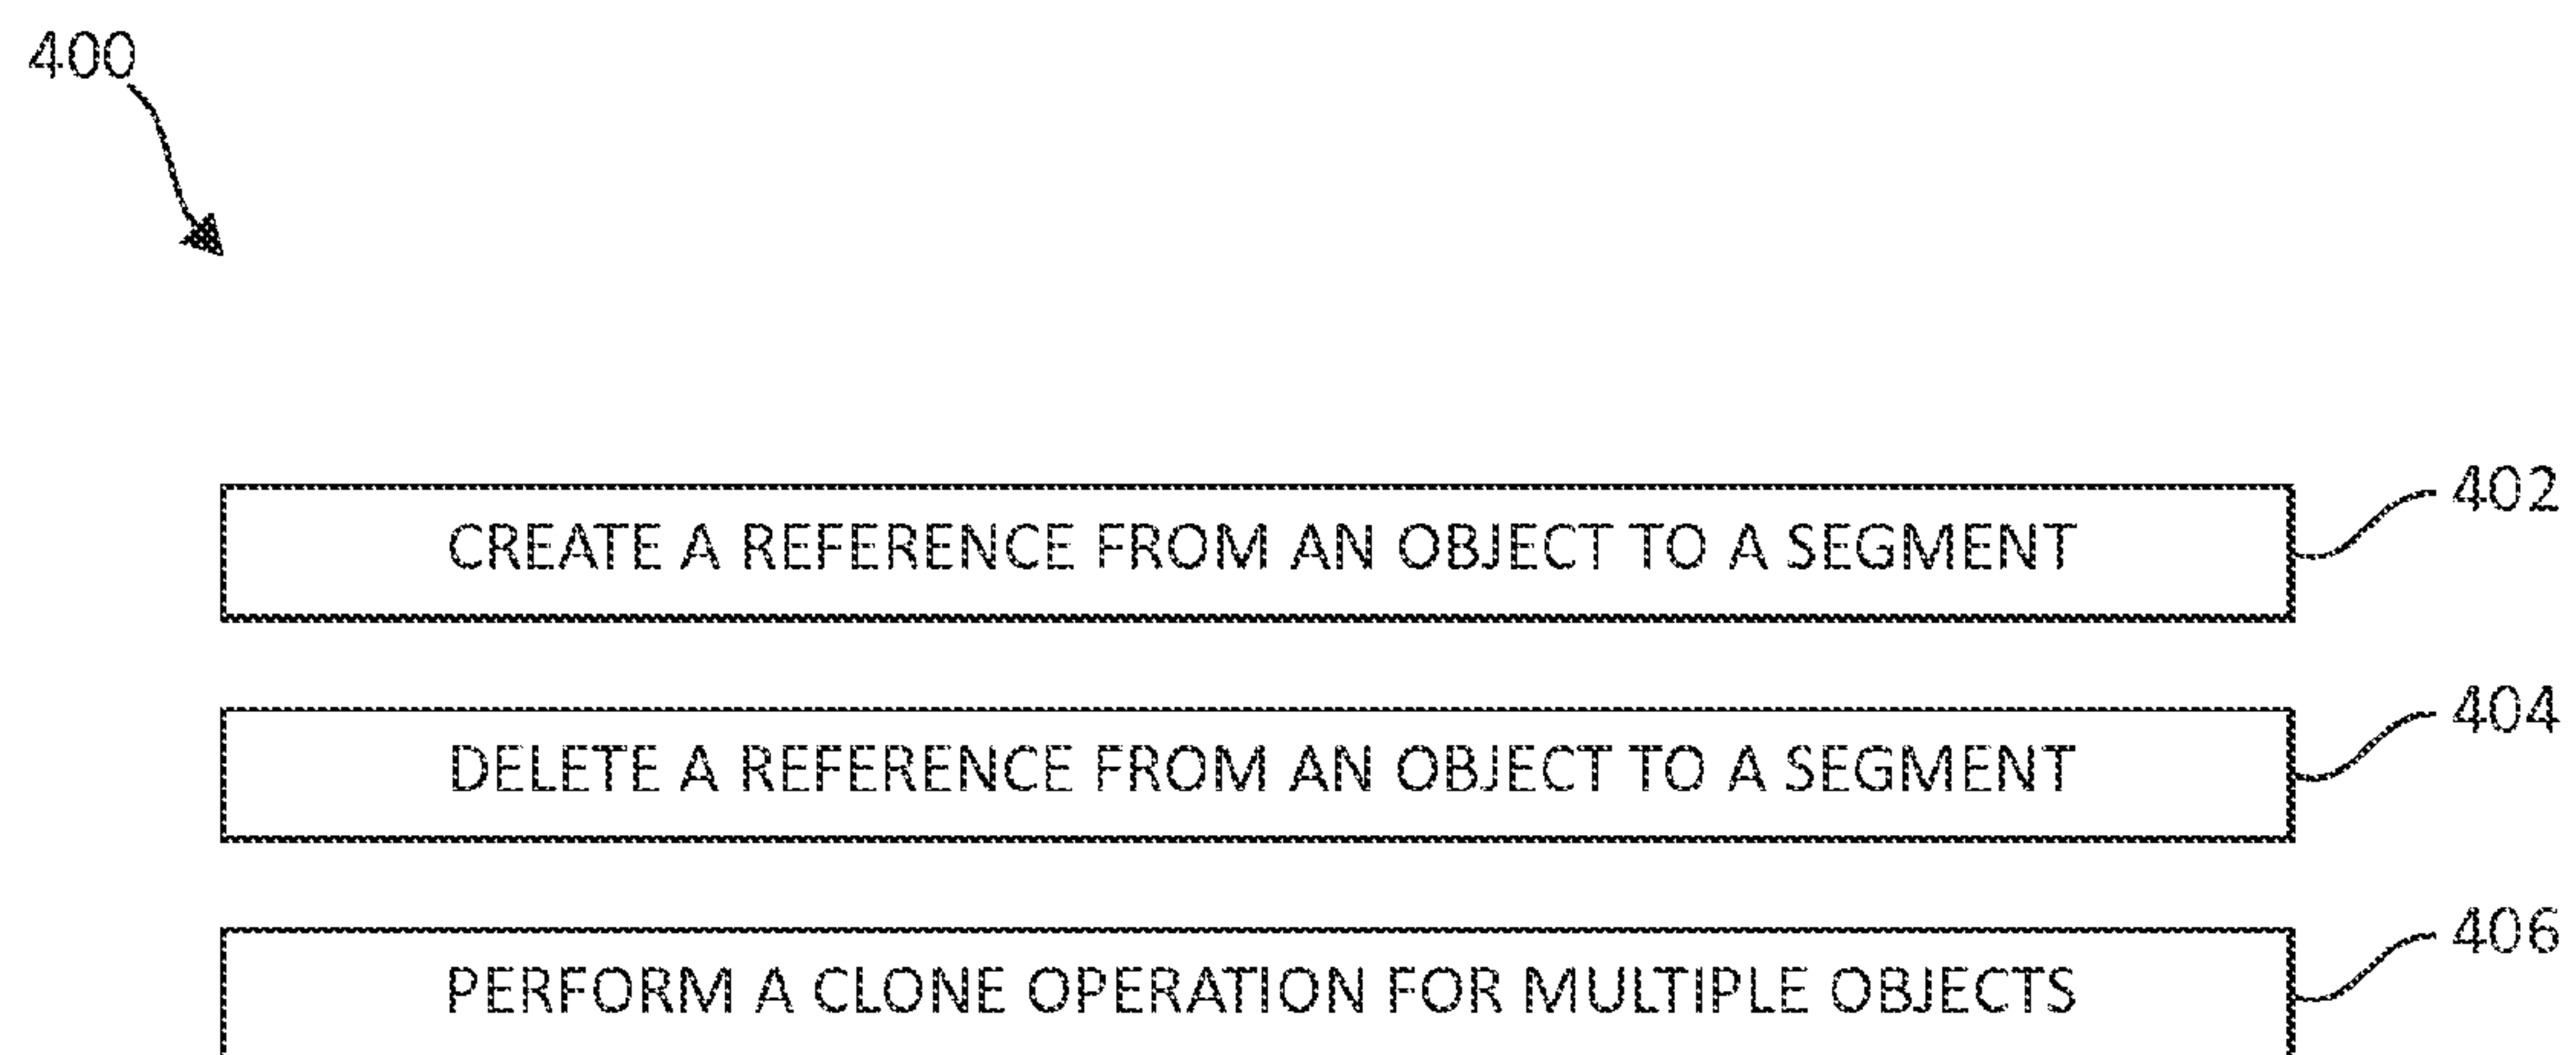 400
CREATE A REFERENCE FROM AN OBJECT TO A SEGMENT
402
DELETE A REFERENCE FROM AN OBJECT TO A SEGMENT
404
PERFORM A CLONE OPERATION FOR MULTIPLE OBJECTS
406